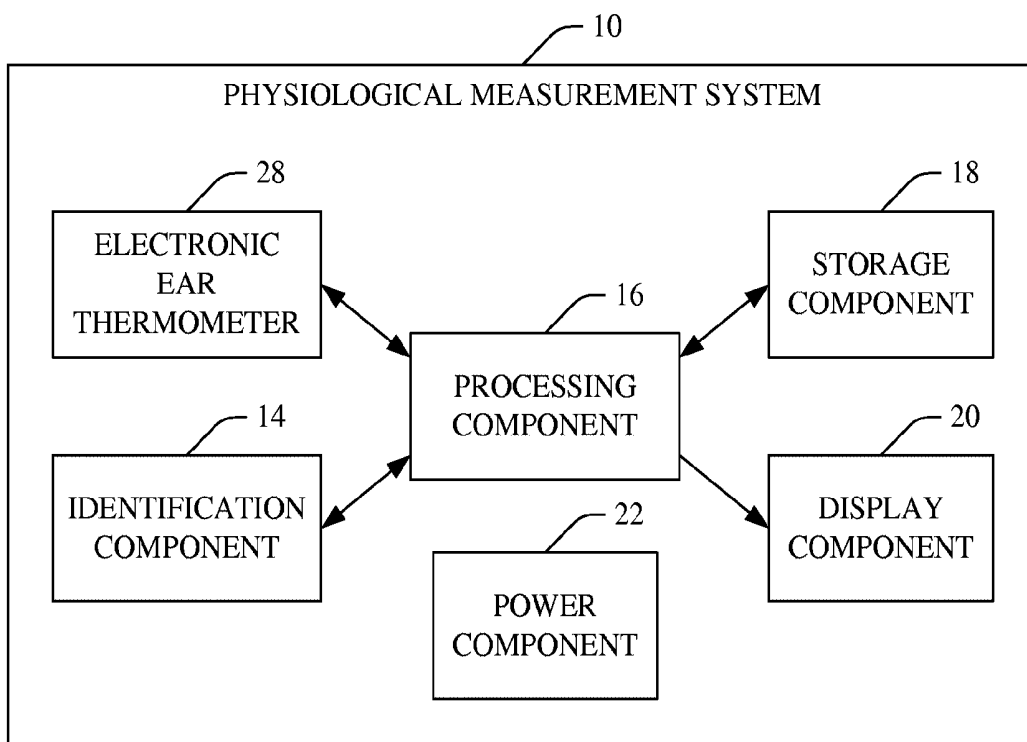 10
PHYSIOLOGICAL MEASUREMENT SYSTEM
28
ELECTRONIC
EAR
THERMOMETER
18
STORAGE
COMPONENT
16
PROCESSING
COMPONENT
14
IDENTIFICATION
COMPONENT
20
DISPLAY
COMPONENT
22
POWER
COMPONENT